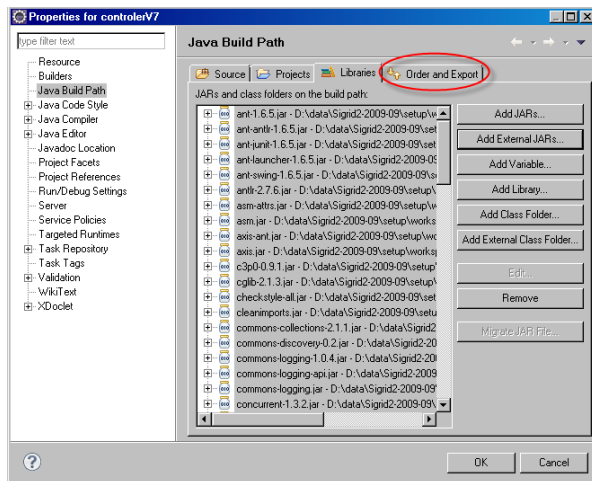 Properties for controlerV7
type filter text
Resource
Builders
Java Build Path
Java Code Style
Java Compiler
Java Editor
Javadoc Location
Project Facets
Project References
Run/Debug Settings
Server
Service Policies
Targeted Runtimes
Task Repository
Task Tags
Validation
WikiText
XDoclet
Java Build Path
Source Projects Libraries Order and Export
JARs and class folders on the build path:
ant-1.6.5.jar - D:\data\Sigrid2-2009-09\setup\w
ant-antlr-1.6.5.jar - D:\data\Sigrid2-2009-09\set
ant-junit-1.6.5.jar - D:\data\Sigrid2-2009-09\set
ant-launcher-1.6.5.jar - D:\data\Sigrid2-2009-09
ant-swing-1.6.5.jar - D:\data\Sigrid2-2009-09\s
antlr-2.7.6.jar - D:\data\Sigrid2-2009-09\setup\
asm-attrs.jar - D:\data\Sigrid2-2009-09\setup\w
asm.jar - D:\data\Sigrid2-2009-09\setup\works
axis-ant.jar - D:\data\Sigrid2-2009-09\setup\wo
axis.jar - D:\data\Sigrid2-2009-09\setup\works
c3p0-0.9.1.jar - D:\data\Sigrid2-2009-09\setup
cglib-2.1.3.jar - D:\data\Sigrid2-2009-09\setup\
checkstyle-all.jar - D:\data\Sigrid2-2009-09\set
cleanimports.jar - D:\data\Sigrid2-2009-09\setu
commons-collections-2.1.1.jar - D:\data\Sigrid2
commons-discovery-0.2.jar - D:\data\Sigrid2-20
commons-logging-1.0.4.jar - D:\data\Sigrid2-20
commons-logging-api.jar - D:\data\Sigrid2-2009
commons-logging.jar - D:\data\Sigrid2-2009-09
concurrent-1.3.2.jar - D:\data\Sigrid2-2009-09\
Add JARs...
Add External JARs...
Add Variable...
Add Library...
Add Class Folder...
Add External Class Folder...
Edit...
Remove
Migrate JAR File...
OK Cancel